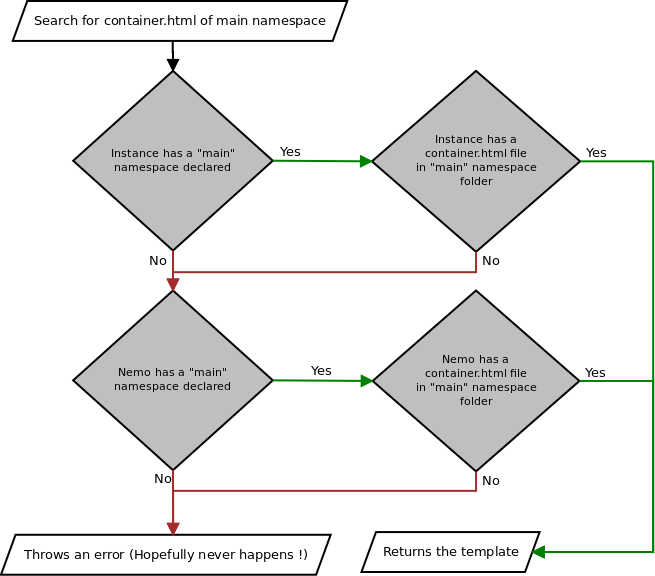 Search for container.html of main namespace
Instance has a "main"
namespace declared
Yes
Instance has a
container.html file
in "main" namespace
folder
Yes
No
No
Nemo has a "main"
namespace declared
Yes
Nemo has a
container.html file
in "main" namespace
folder
Yes
No
No
Throws an error (Hopefully never happens !)
Returns the template